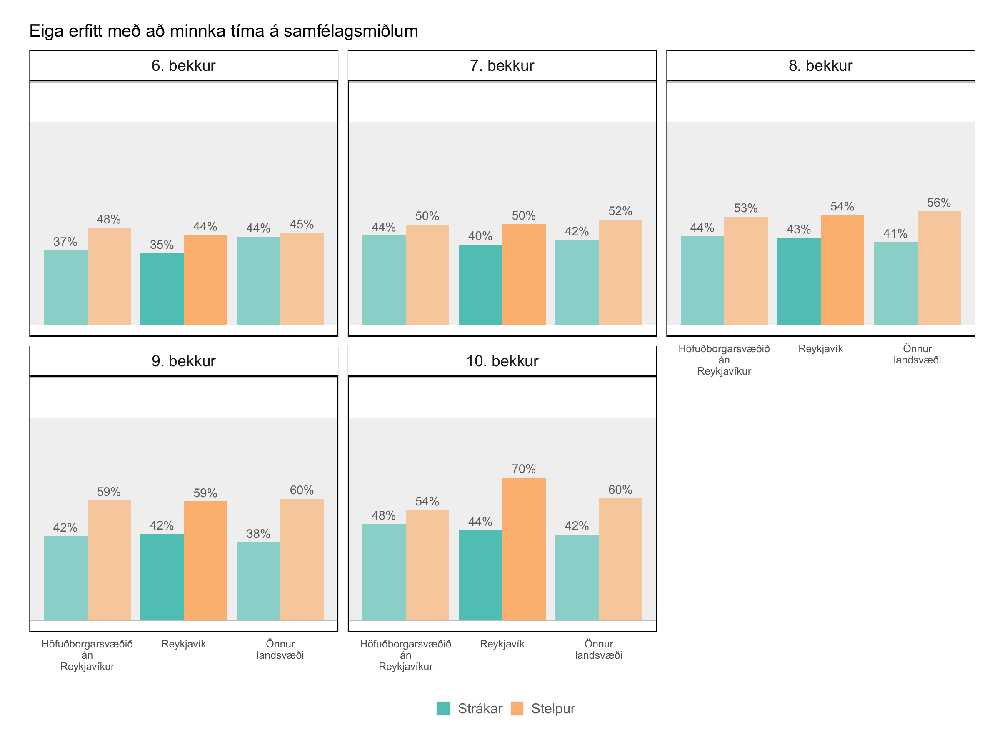 Eiga erfitt með að minnka tíma á samfélagsmiðlum
6. bekkur
37%
48%
35%
44%
44%
45%
7. bekkur
44%
50%
40%
50%
42%
52%
8. bekkur
44%
53%
43%
54%
41%
56%
Höfuðborgarsvæðið
án
Reykjavíkur
Reykjavík
Önnur
landsvæði
9. bekkur
42%
59%
42%
59%
38%
60%
Höfuðborgarsvæðið
án
Reykjavíkur
Reykjavík
Önnur
landsvæði
10. bekkur
48%
54%
44%
70%
42%
60%
Höfuðborgarsvæðið
án
Reykjavíkur
Reykjavík
Önnur
landsvæði
Strákar
Stelpur